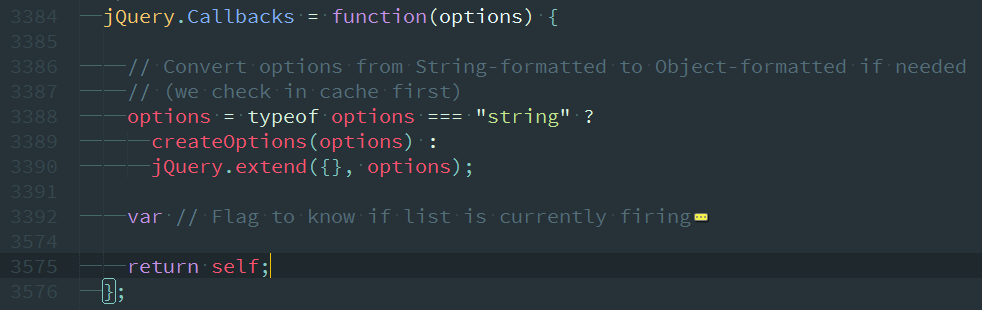 3384 jQuery.Callbacks = function(options) {
3385
3386 // Convert options from String-formatted to Object-formatted if needed
3387 // (we check in cache first)
3388 options = typeof options === "string" ?
3389 createOptions(options) :
3390 jQuery.extend({}, options);
3391
3392 var // Flag to know if list is currently firing
3574
3575 return self;
3576 };